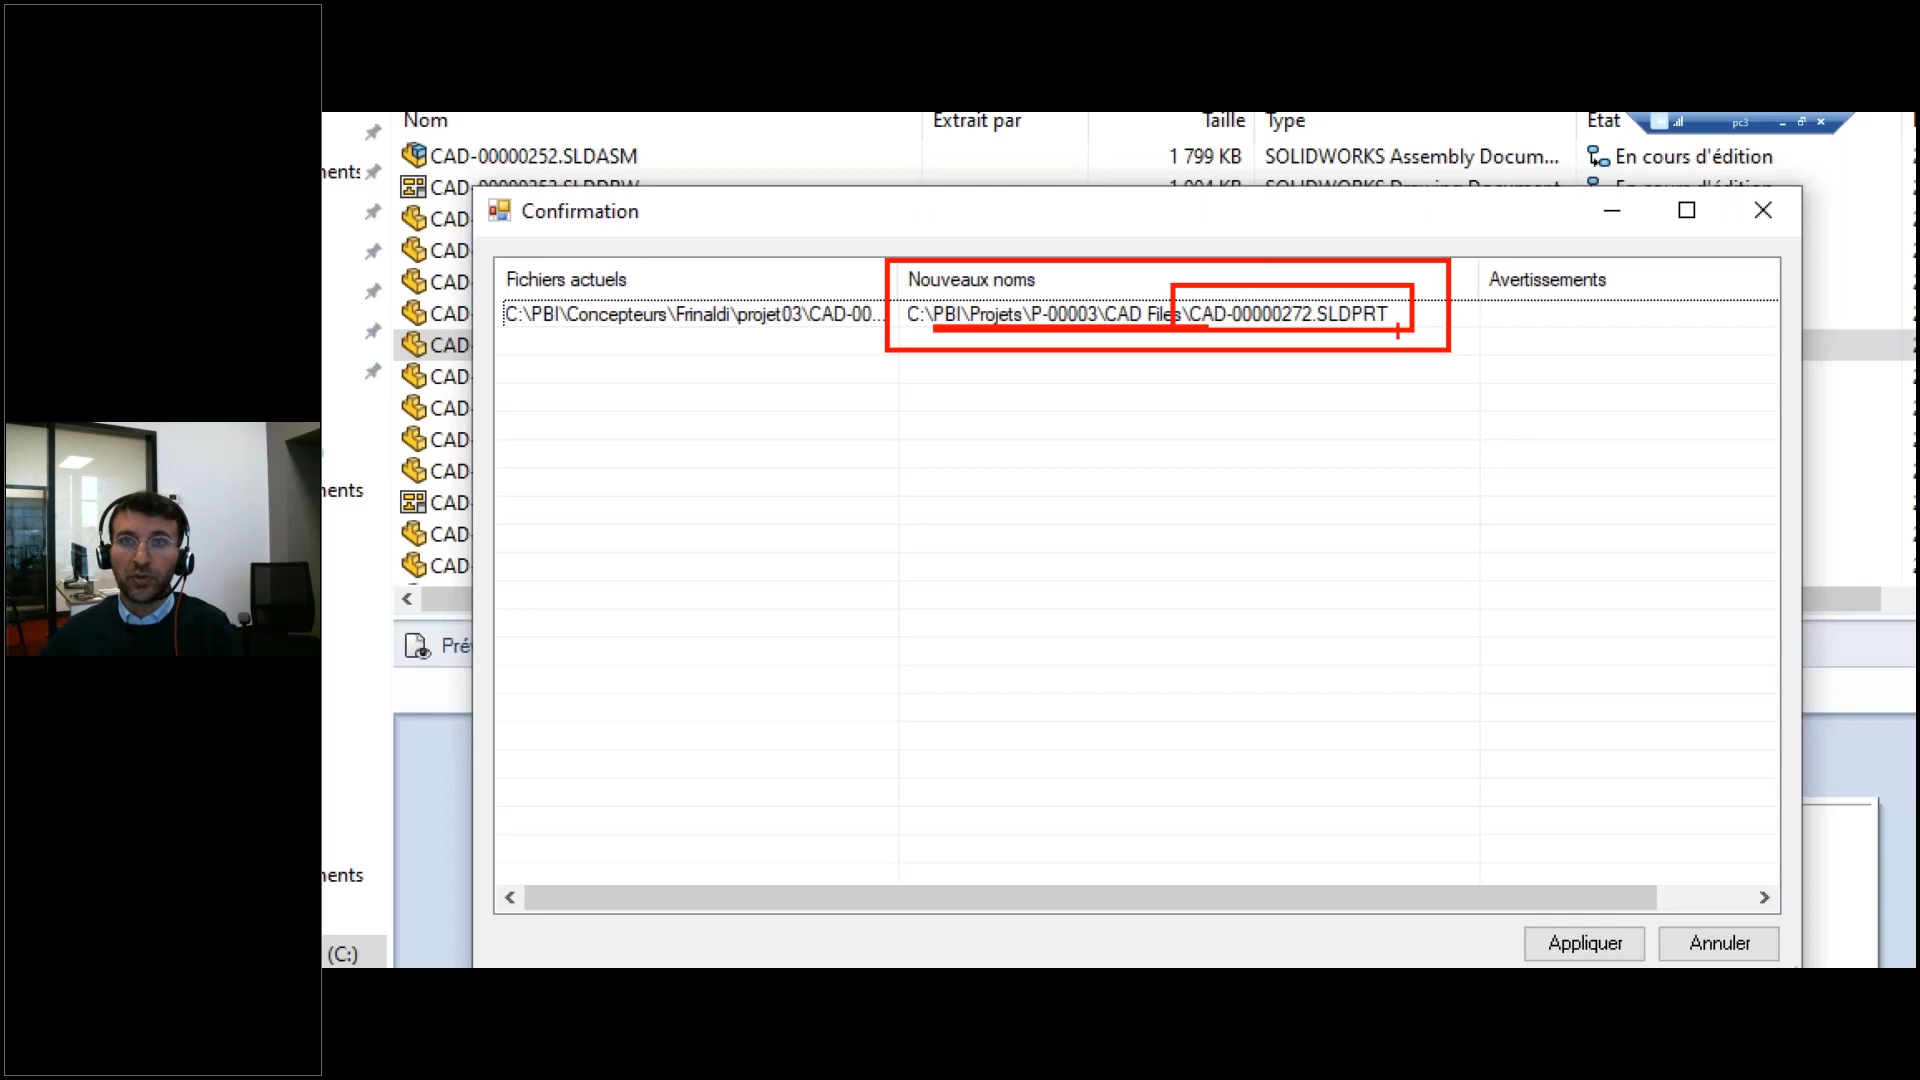 Nom Extrait par Taille Type Etat pc3
CAD-00000252.SLDASM 1 799 KB SOLIDWORKS Assembly Docum... En cours d'édition
CAD
Confirmation
CAD
CAD
CAD
CAD
CAD
CAD
CAD
CAD
CAD
CAD
CAD
CAD
Fichiers actuels Nouveaux noms Avertissements
C:\PBI\Concepteurs\Frinaldi\projet03\CAD-00... C:\PBI\Projets\P-00003\CAD Files\CAD-00000272.SLDPRT
ents
ents
Pré
ents
(C:)
Appliquer Annuler